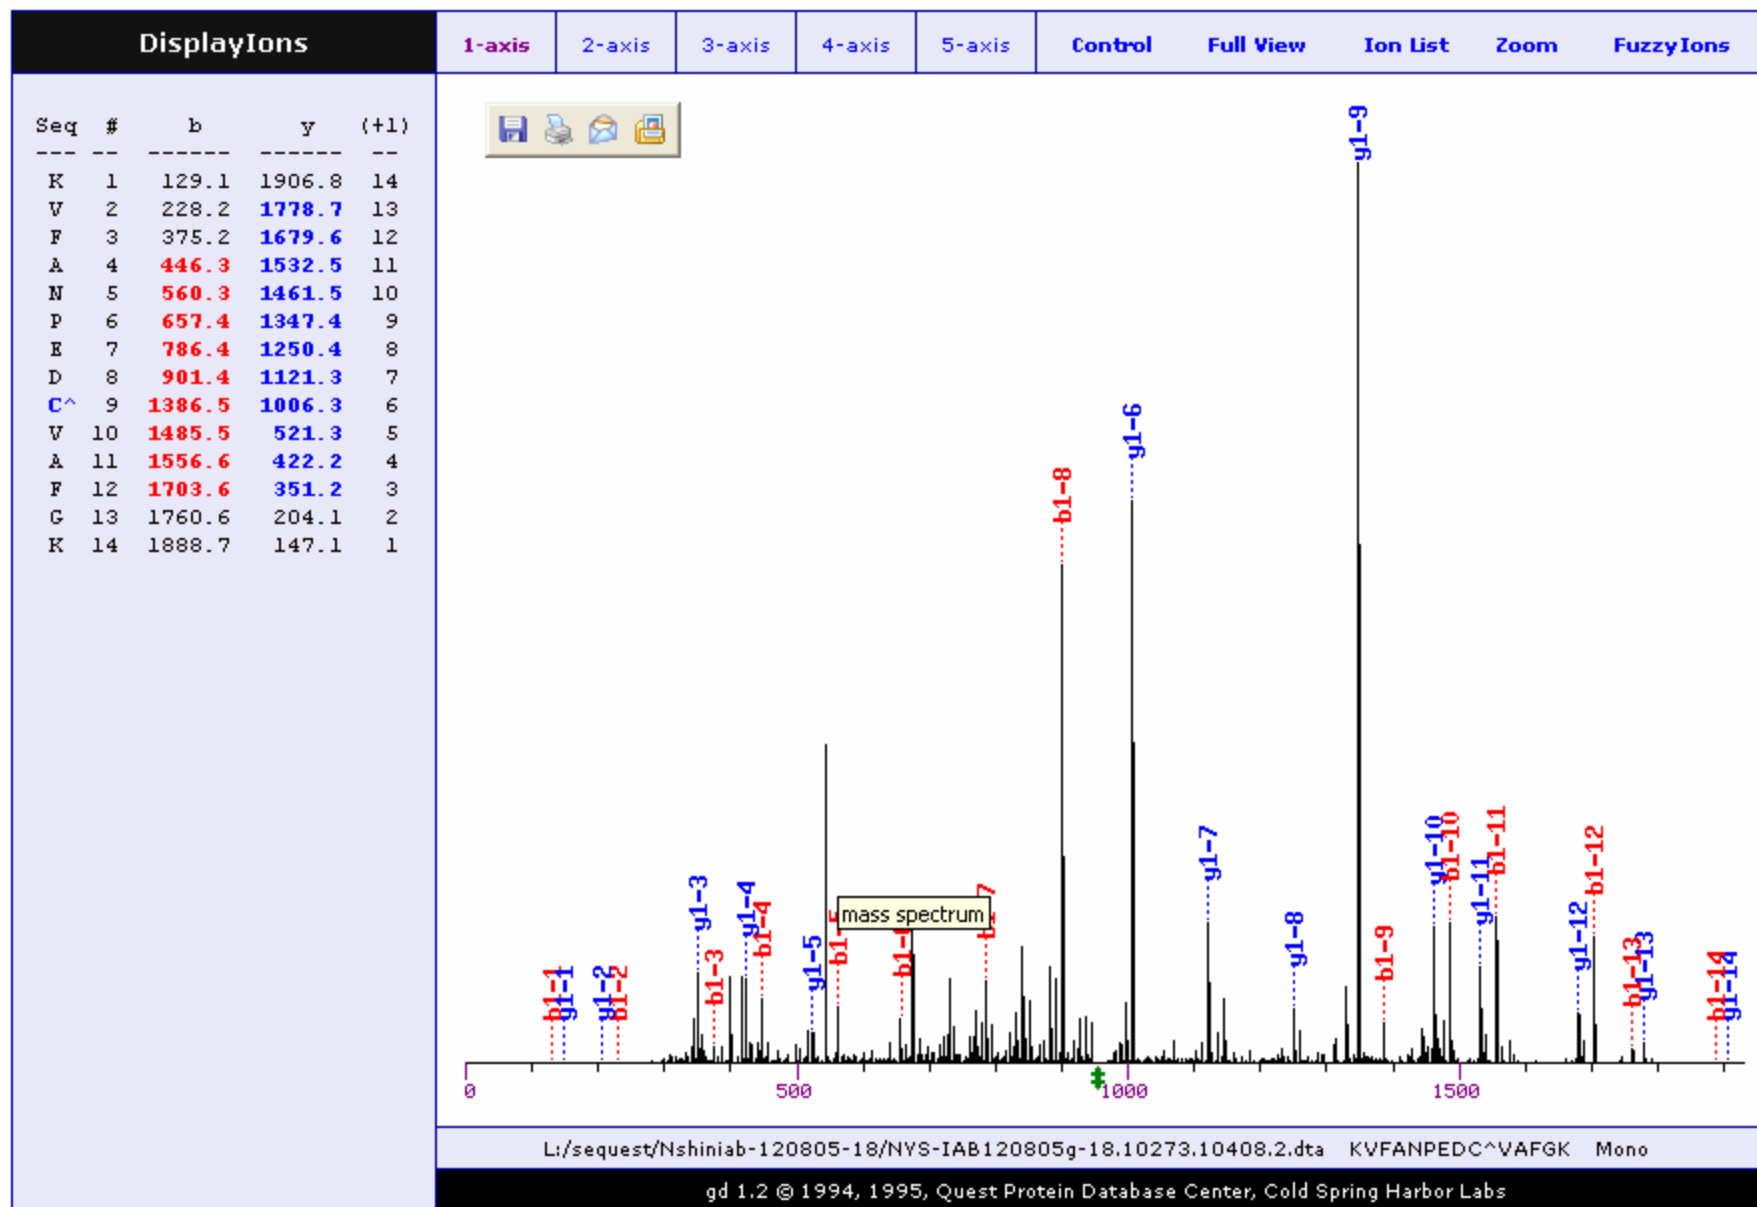 DisplayIons
1-axis 2-axis 3-axis 4-axis 5-axis Control Full View Ion List Zoom FuzzyIons
Seq # b y (+1)
--- -- ------ ------ --
K 1 129.1 1906.8 14
V 2 228.2 1778.7 13
F 3 375.2 1679.6 12
A 4 446.3 1532.5 11
N 5 560.3 1461.5 10
P 6 657.4 1347.4 9
E 7 786.4 1250.4 8
D 8 901.4 1121.3 7
C^ 9 1386.5 1006.3 6
V 10 1485.5 521.3 5
A 11 1556.6 422.2 4
F 12 1703.6 351.2 3
G 13 1760.6 204.1 2
K 14 1888.7 147.1 1
b1-1
y1-1
y1-2
b1-2
y1-3
b1-3
y1-4
b1-4
y1-5
mass spectrum
b1-8
y1-6
y1-7
y1-8
y1-9
b1-9
y1-10
b1-10
y1-11
b1-11
y1-12
b1-12
b1-13
y1-13
b1-14
y1-14
0 500 1000 1500
L:/sequest/Nshiniab-120805-18/NYS-IAB120805g-18.10273.10408.2.dta KVFANPEDC^VAFGK Mono
gd 1.2 © 1994, 1995, Quest Protein Database Center, Cold Spring Harbor Labs